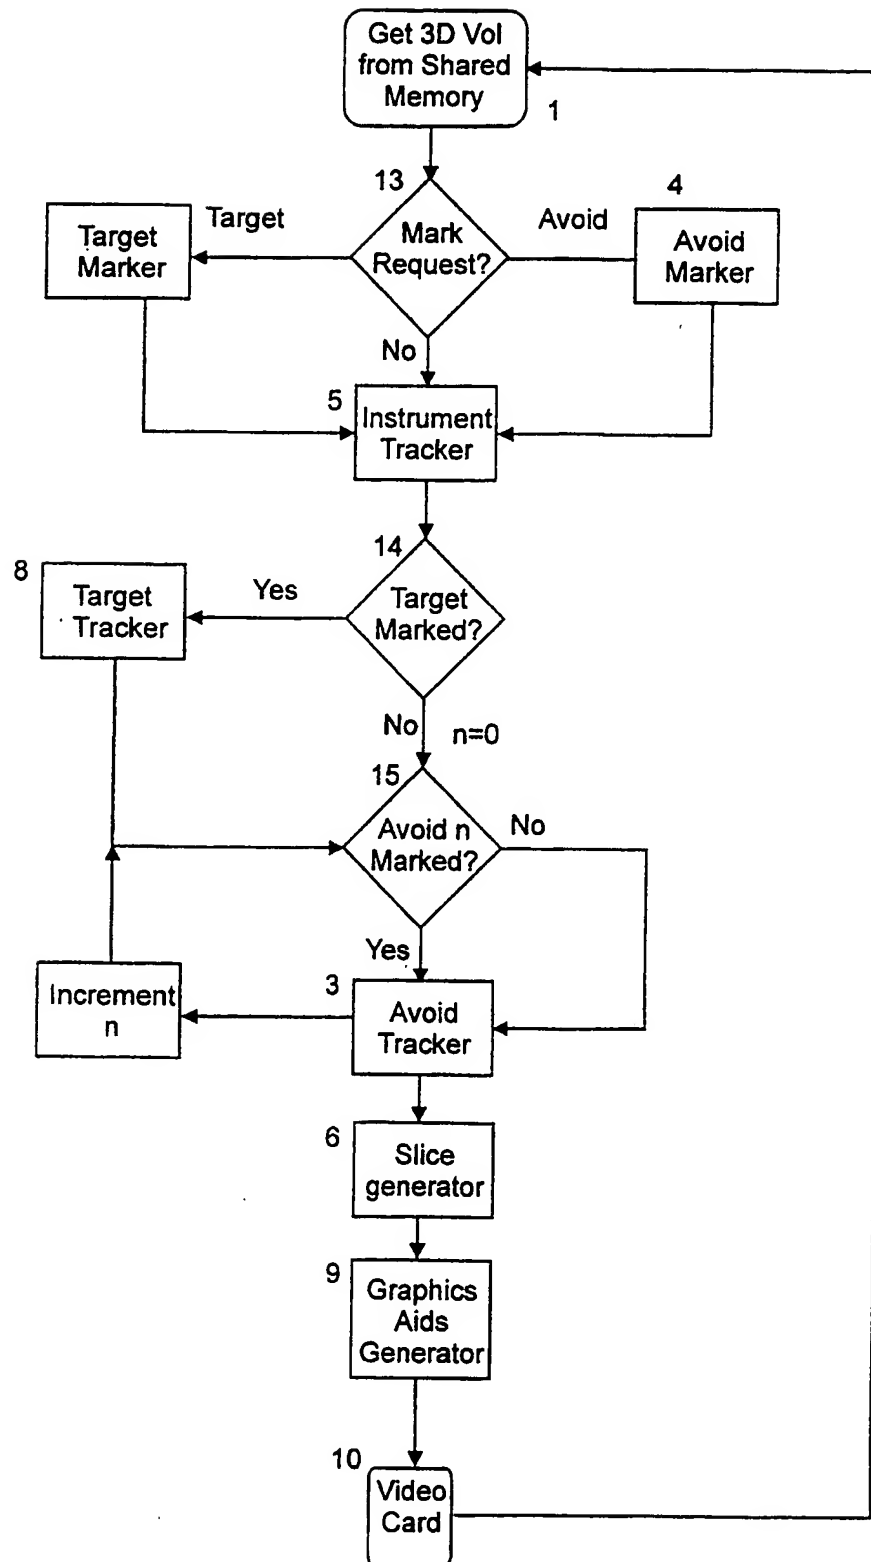 Get 3D Vol
from Shared
Memory
1
13
4
Target
Marker
Target
Mark
Request?
Avoid
Avoid
Marker
No
5
Instrument
Tracker
14
8
Target
Tracker
Yes
Target
Marked?
No
n=0
15
Avoid n
Marked?
No
Yes
Increment
n
3
Avoid
Tracker
6
Slice
generator
9
Graphics
Aids
Generator
10
Video
Card